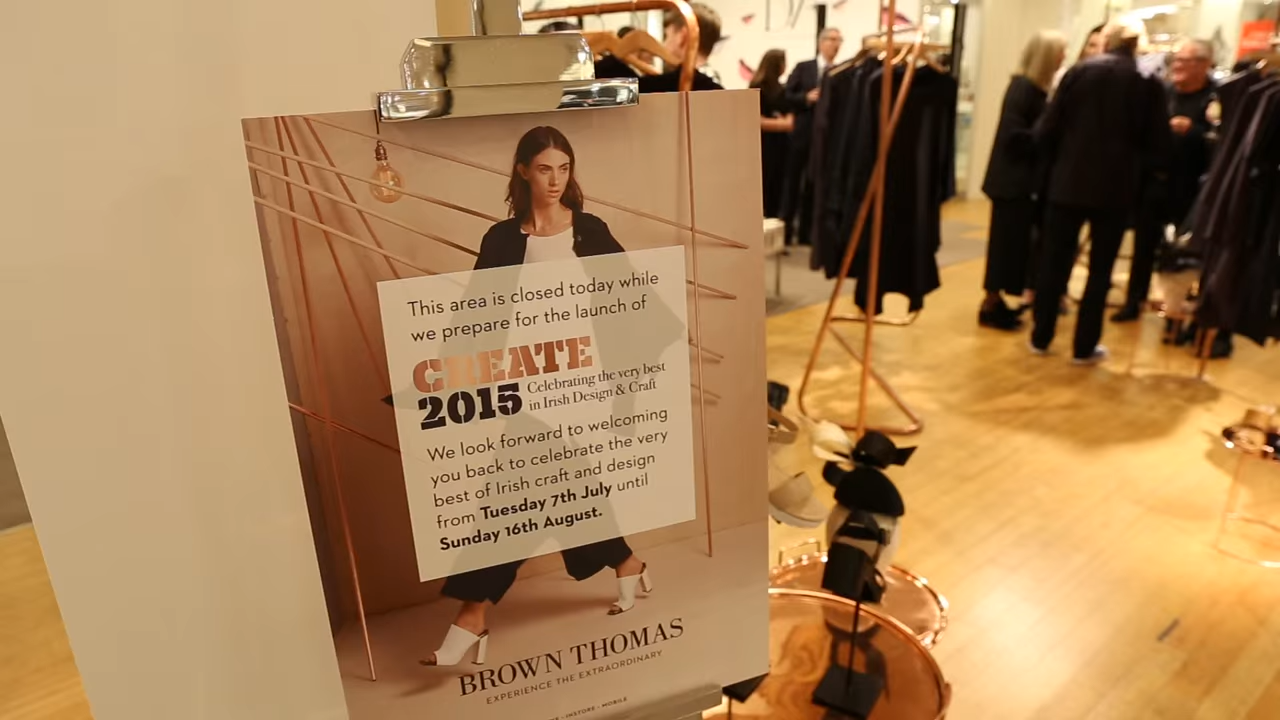 This area is closed today while
we prepare for the launch of
CREATE
2015 Celebrating the very best
in Irish Design & Craft
We look forward to welcoming
you back to celebrate the very
best of Irish craft and design
from Tuesday 7th July until
Sunday 16th August.
BROWN THOMAS
EXPERIENCE THE EXTRAORDINARY
• INSTORE • MOBILE